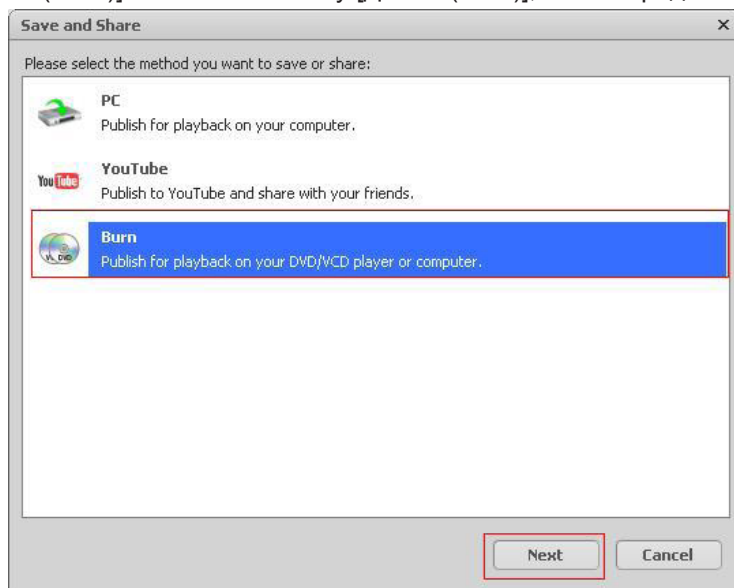 Save and Share
Please select the method you want to save or share:
PC
Publish for playback on your computer.
You Tube
YouTube
Publish to YouTube and share with your friends.
Burn
Publish for playback on your DVD/VCD player or computer.
Next
Cancel